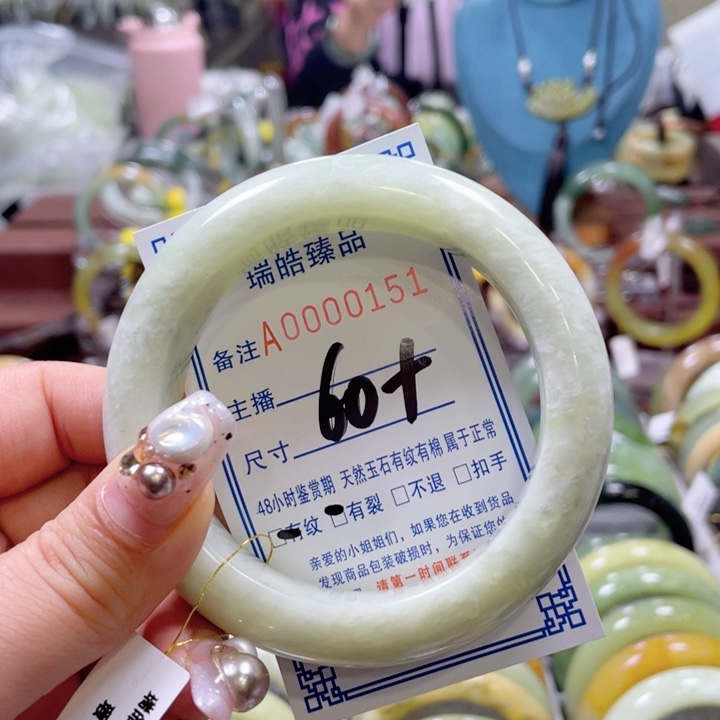 瑞皓臻品
备注A0000151
主播
尺寸 60+
48小时鉴赏期 天然玉石有纹有棉 属于正常
□有纹 □有裂 □不退 □扣手
亲爱的小姐姐们，如果您在收到货品
发现商品包装破损时，为保证您的
请第一时间联系